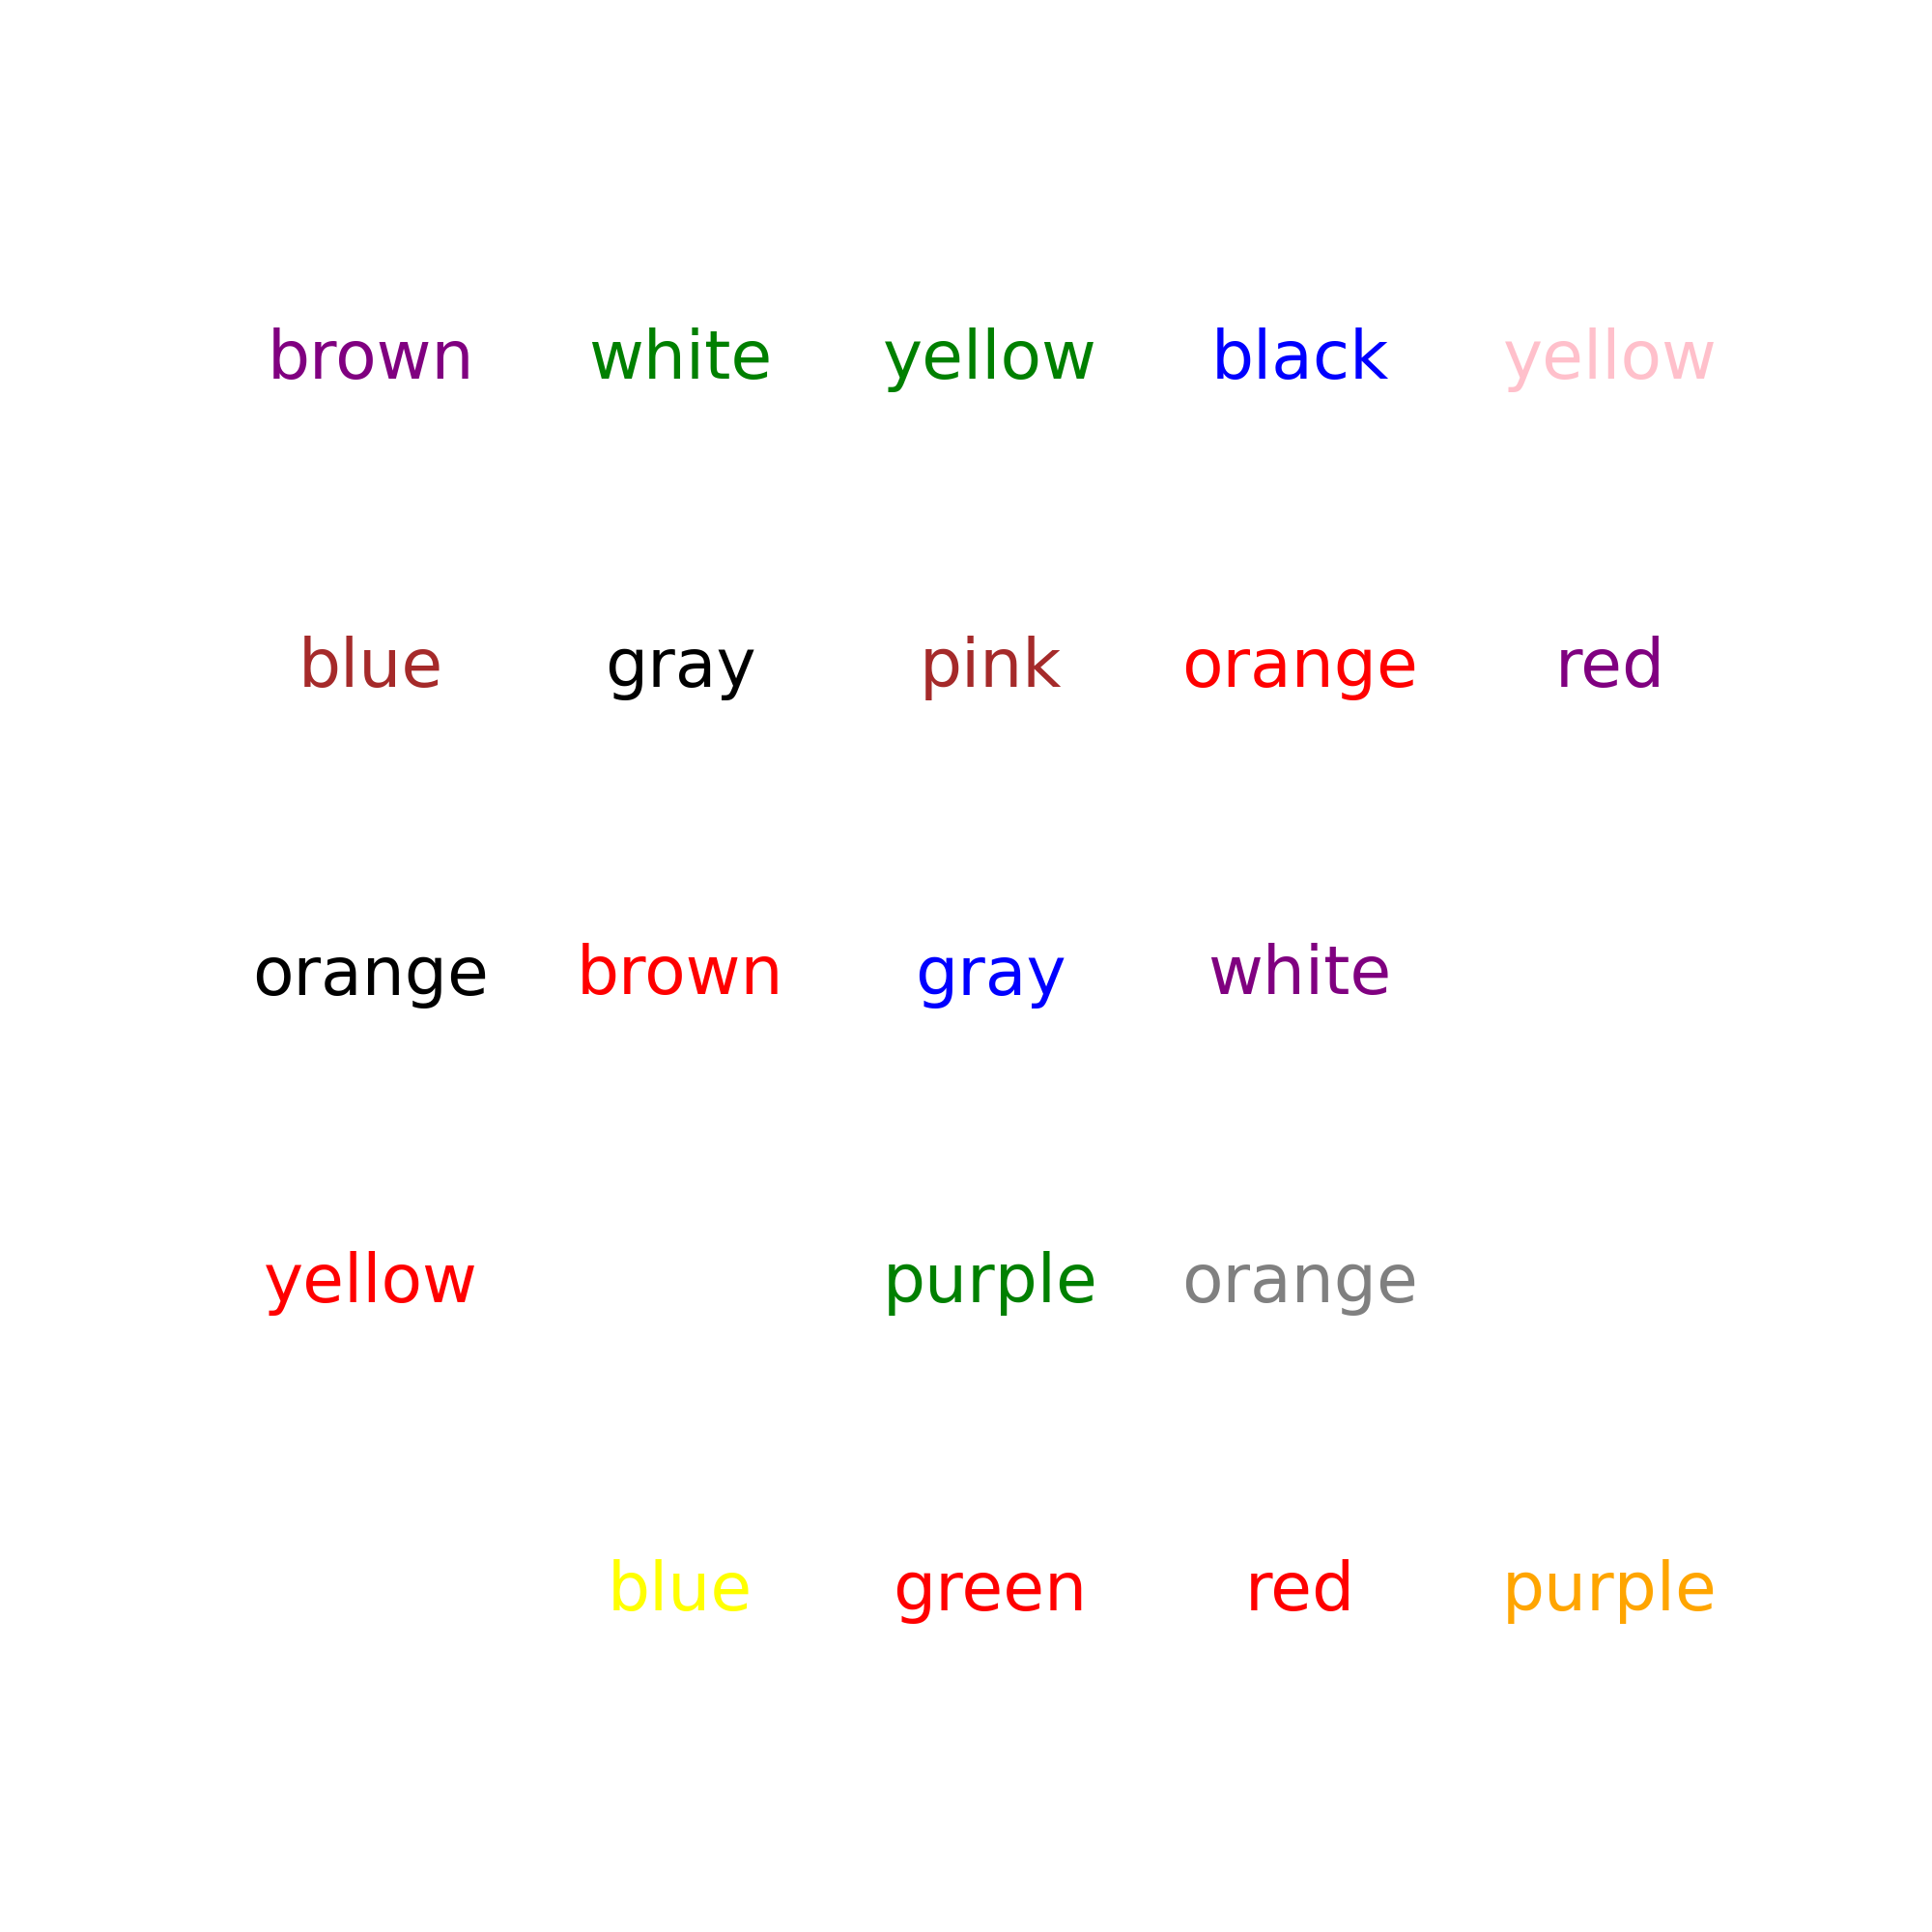 brown white yellow black yellow
blue gray pink orange red
orange brown gray white
yellow purple orange
blue green red purple